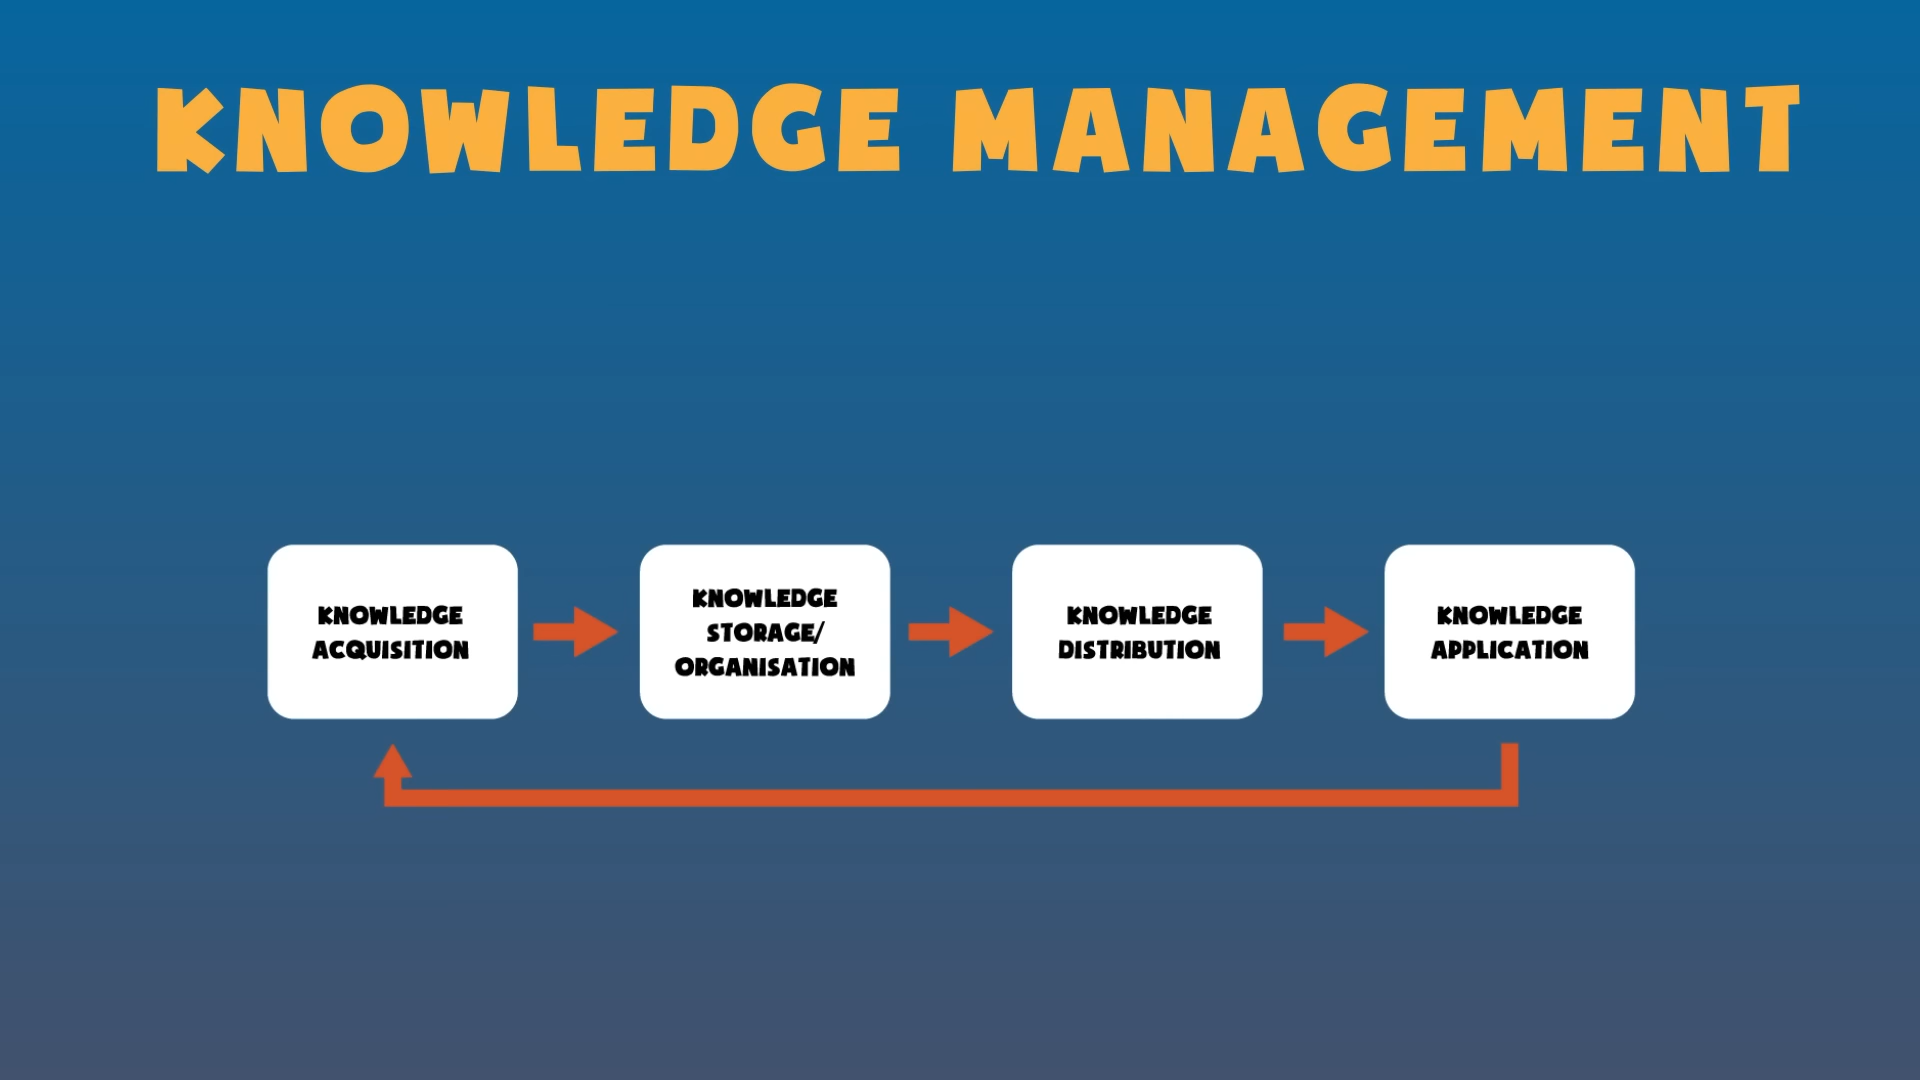 KNOWLEDGE MANAGEMENT
KNOWLEDGE
ACQUISITION
KNOWLEDGE
STORAGE/
ORGANISATION
KNOWLEDGE
DISTRIBUTION
KNOWLEDGE
APPLICATION